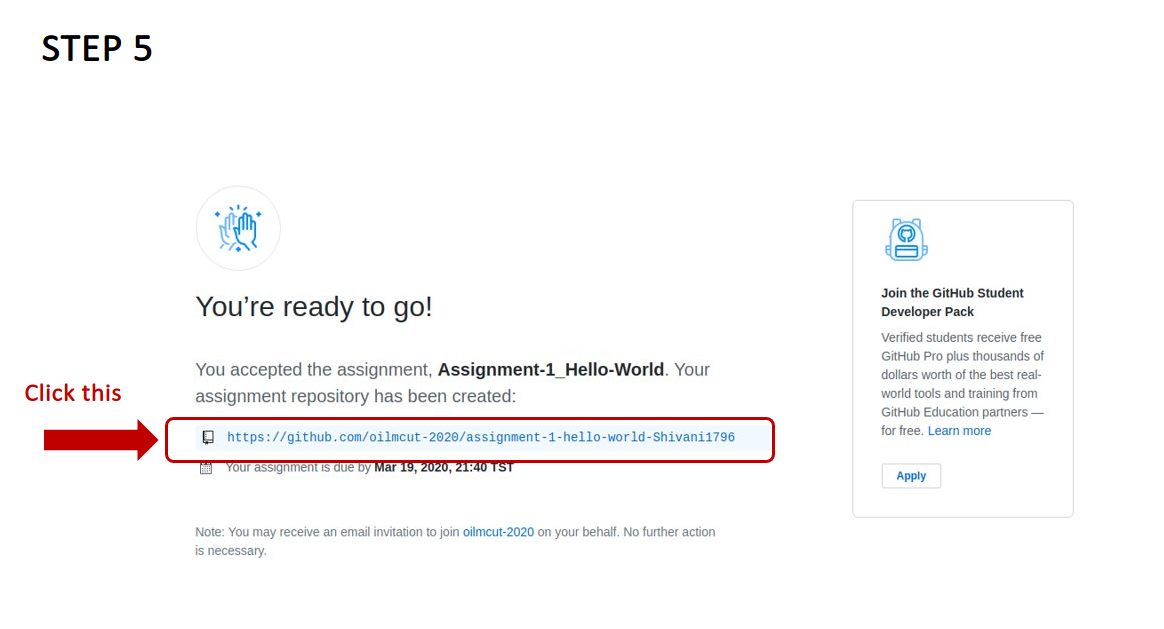 STEP 5
You’re ready to go!
You accepted the assignment, Assignment-1_Hello-World. Your
assignment repository has been created:
Click this
https://github.com/oilmcut-2020/assignment-1-hello-world-Shivani1796
Your assignment is due by Mar 19, 2020, 21:40 TST
Note: You may receive an email invitation to join oilmcut-2020 on your behalf. No further action
is necessary.
Join the GitHub Student
Developer Pack
Verified students receive free
GitHub Pro plus thousands of
dollars worth of the best real-
world tools and training from
GitHub Education partners —
for free. Learn more
Apply